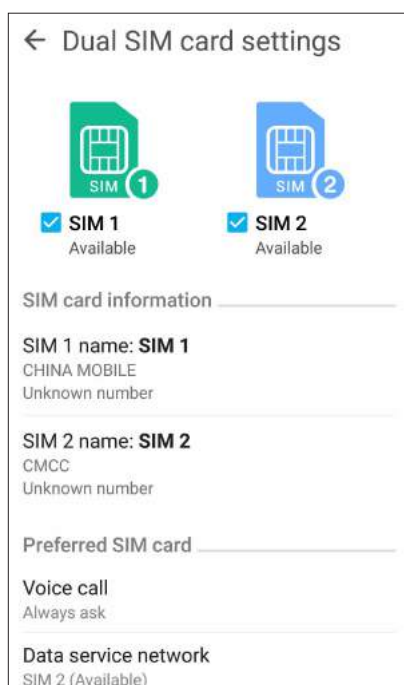 ← Dual SIM card settings
SIM 1
SIM 2
SIM 1
SIM 2
Available
Available
SIM card information
SIM 1 name: SIM 1
CHINA MOBILE
Unknown number
SIM 2 name: SIM 2
CMCC
Unknown number
Preferred SIM card
Voice call
Always ask
Data service network
SIM 2 (Available)